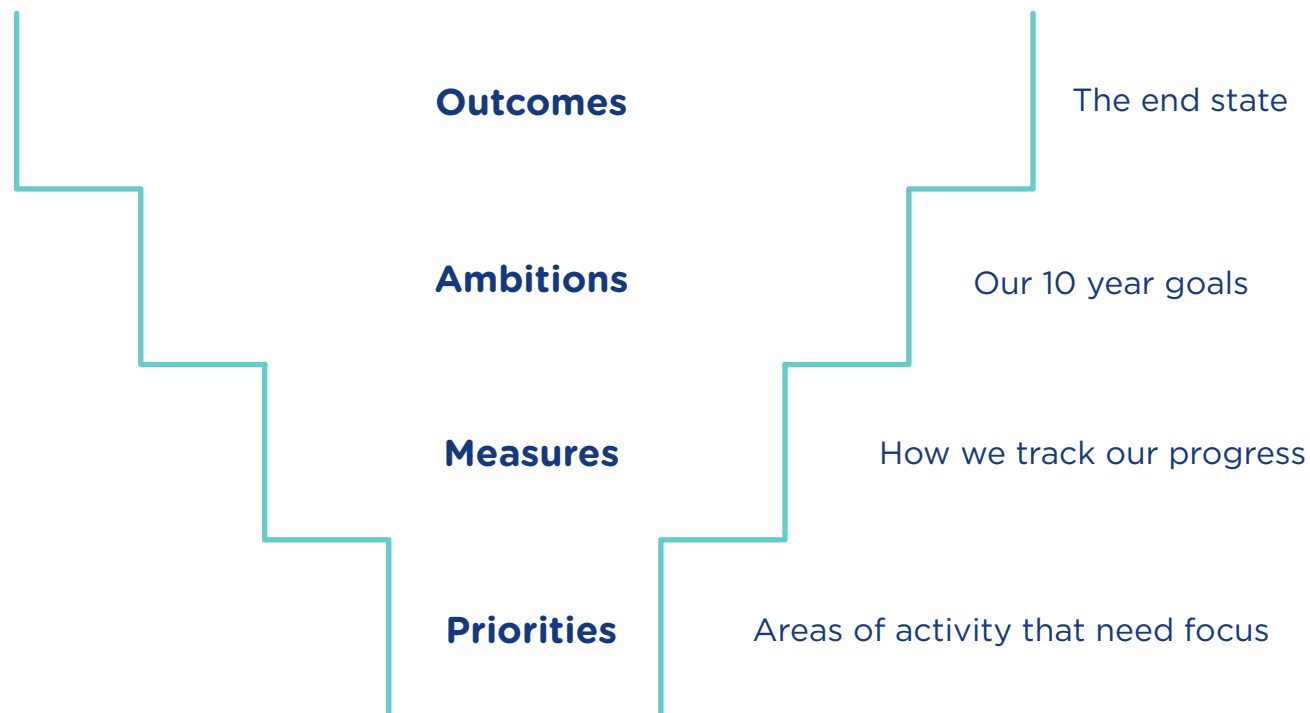 Outcomes
The end state
Ambitions
Our 10 year goals
Measures
How we track our progress
Priorities
Areas of activity that need focus